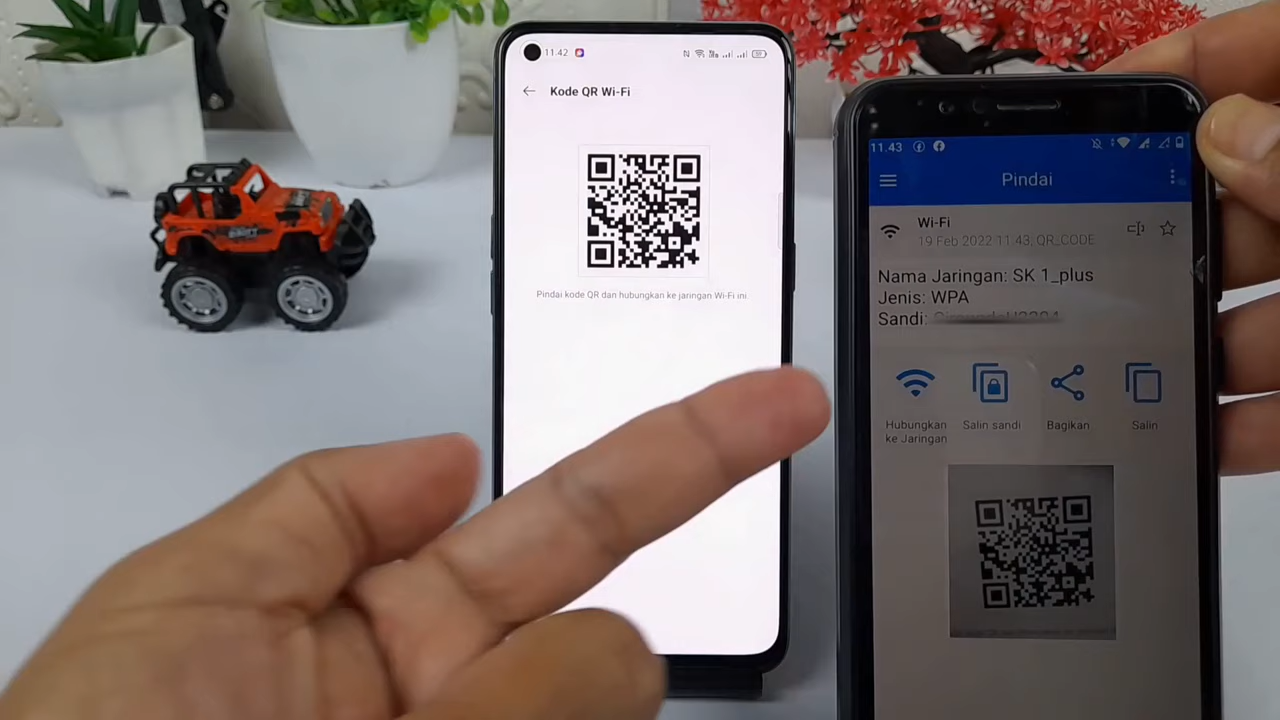 11.42
Kode QR Wi-Fi
Pindai kode QR dan hubungkan ke jaringan Wi-Fi ini.
11.43
Pindai
Wi-Fi
19 Feb 2022 11.43, QR_CODE
Nama Jaringan: SK 1_plus
Jenis: WPA
Sandi:
Hubungkan
ke Jaringan
Salin sandi
Bagikan
Salin